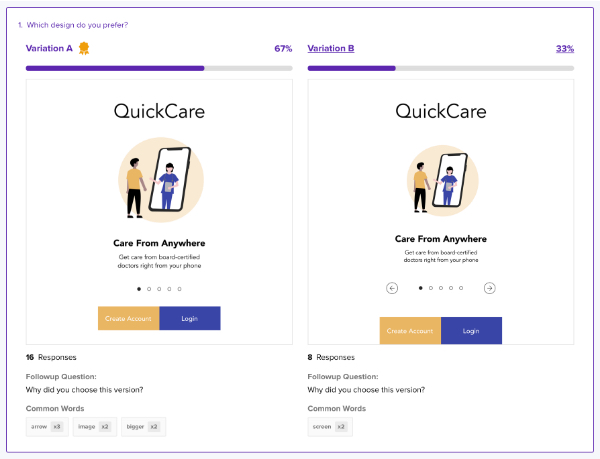 1. Which design do you prefer?
Variation A
67%
QuickCare
Care From Anywhere
Get care from board-certified
doctors right from your phone
Create Account
Login
16 Responses
Followup Question:
Why did you choose this version?
Common Words
arrow x3
image x2
bigger x2
Variation B
33%
QuickCare
Care From Anywhere
Get care from board-certified
doctors right from your phone
Create Account
Login
8 Responses
Followup Question:
Why did you choose this version?
Common Words
screen x2